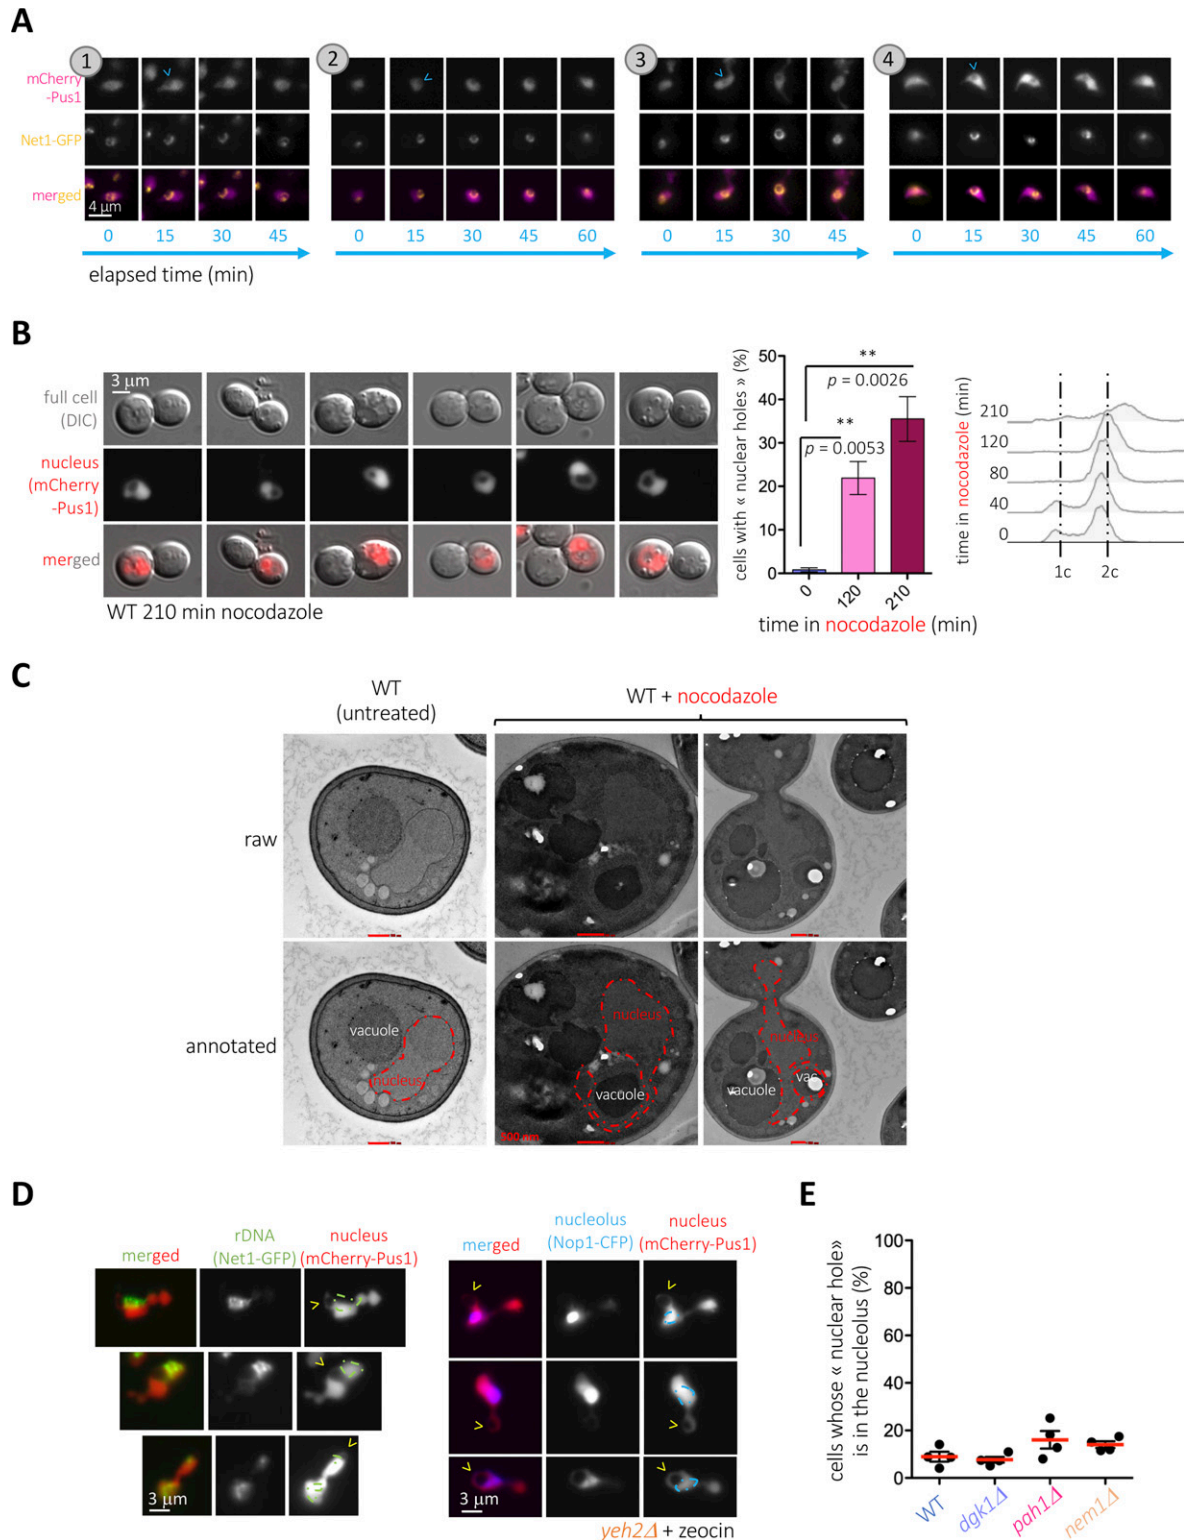 A
1
2
3
4
mCherry
-Pus1
Net1-GFP
merged
4 μm
0 15 30 45
0 15 30 45 60
0 15 30 45 60
0 15 30 45 60
elapsed time (min)
B
3 μm
full cell
(DIC)
nucleus
(mCherry
-Pus1)
merged
WT 210 min nocodazole
cells with « nuclear holes » (%)
50
40
30
20
10
0
**
p = 0.0026
**
p = 0.0053
0
120
210
time in nocodazole (min)
time in nocodazole (min)
210
120
80
40
0
1c
2c
C
WT
(untreated)
WT + nocodazole
raw
annotated
vacuole
nucleus
nucleus
vacuole
500 nm
nucleus
vacuole
vac.
D
merged
rDNA
(Net1-GFP)
nucleus
(mCherry-Pus1)
3 μm
merged
nucleolus
(Nop1-CFP)
nucleus
(mCherry-Pus1)
3 μm
yeh2Δ + zeocin
E
cells whose « nuclear hole»
is in the nucleolus (%)
100
80
60
40
20
0
WT
dgk1Δ
pah1Δ
nem1Δ